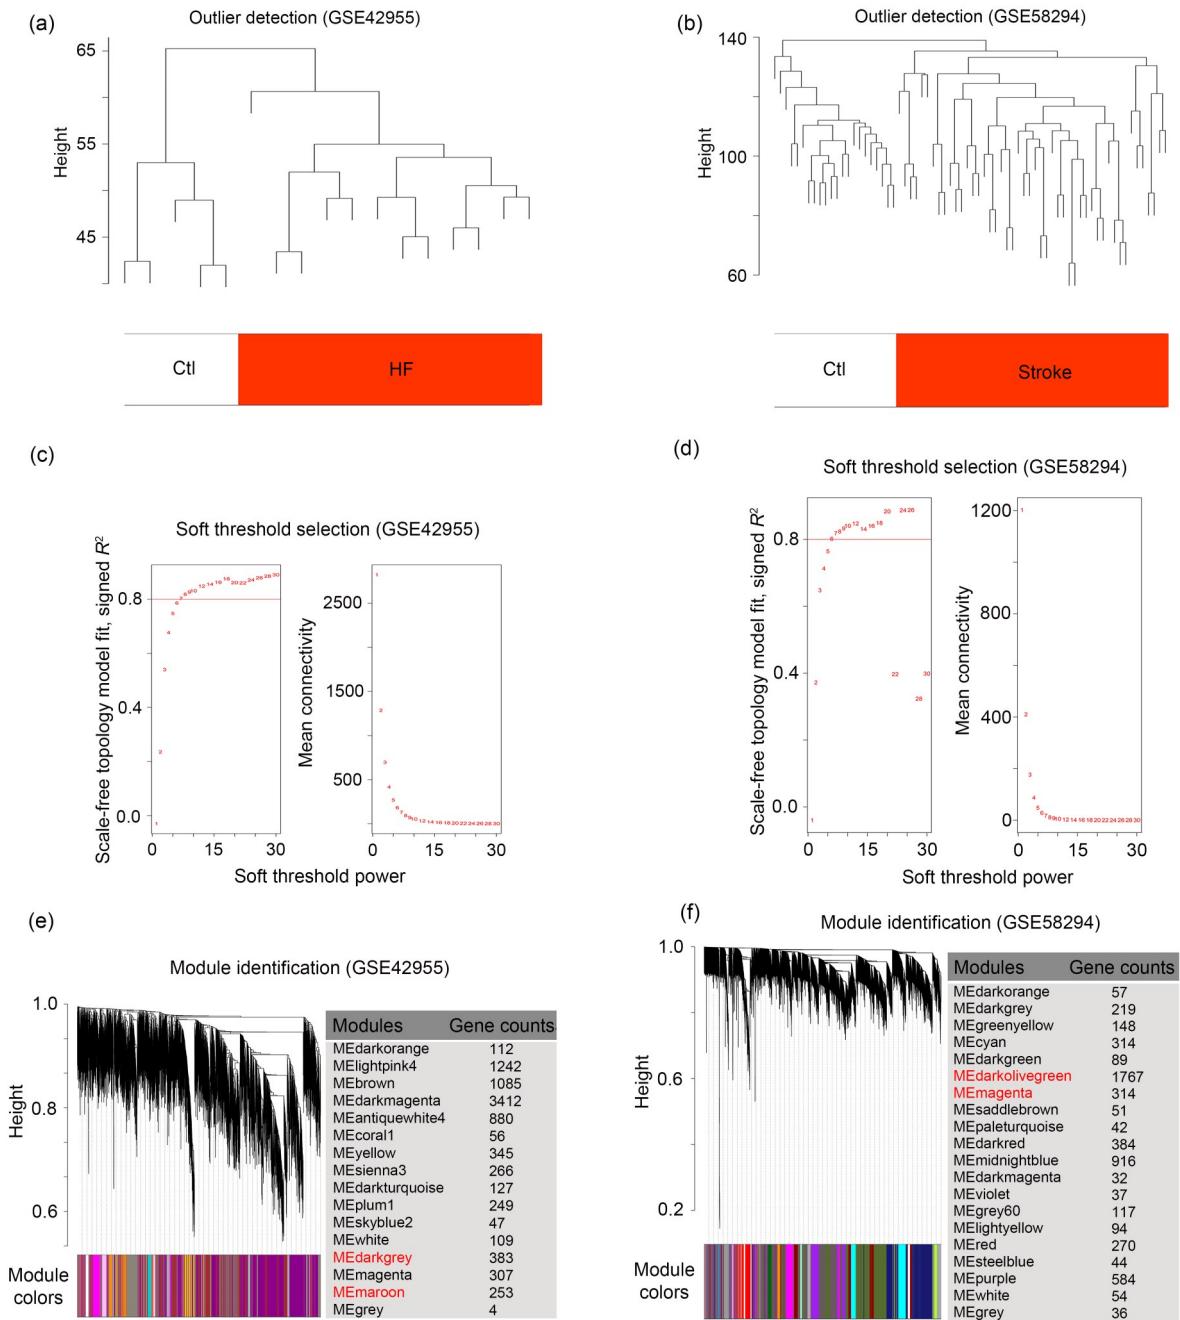 (a)
Outlier detection (GSE42955)
65
55
45
Height
Ctl
HF
(b)
Outlier detection (GSE58294)
140
100
60
Height
Ctl
Stroke
(c)
Soft threshold selection (GSE42955)
Scale-free topology model fit, signed R²
0.8
0.4
0.0
0 15 30
Mean connectivity
2500
1500
500
0 15 30
Soft threshold power
(d)
Soft threshold selection (GSE58294)
Scale-free topology model fit, signed R²
0.8
0.4
0.0
0 15 30
Mean connectivity
1200
800
400
0
0 15 30
Soft threshold power
(e)
Module identification (GSE42955)
Height
1.0
0.8
0.6
Module
colors
Modules Gene counts
MEdarkorange 112
MElightpink4 1242
MEbrown 1085
MEdarkmagenta 3412
MEantiquewhite4 880
MEcoral1 56
MEyellow 345
MEsienna3 266
MEdarkturquoise 127
MEplum1 249
MEskyblue2 47
MEwhite 109
MEdarkgrey 383
MEmagenta 307
MEmaroon 253
MEgrey 4
(f)
Module identification (GSE58294)
Height
1.0
0.6
0.2
Module
colors
Modules Gene counts
MEdarkorange 57
MEdarkgrey 219
MEgreenyellow 148
MEcyan 314
MEdarkgreen 89
MEdarkolivegreen 1767
MEmagenta 314
MEsaddlebrown 51
MEpaleturquoise 42
MEdarkred 384
MEmidnightblue 916
MEdarkmagenta 32
MEviolet 37
MEgrey60 117
MElightyellow 94
MEred 270
MEsteelblue 44
MEpurple 584
MEwhite 54
MEgrey 36